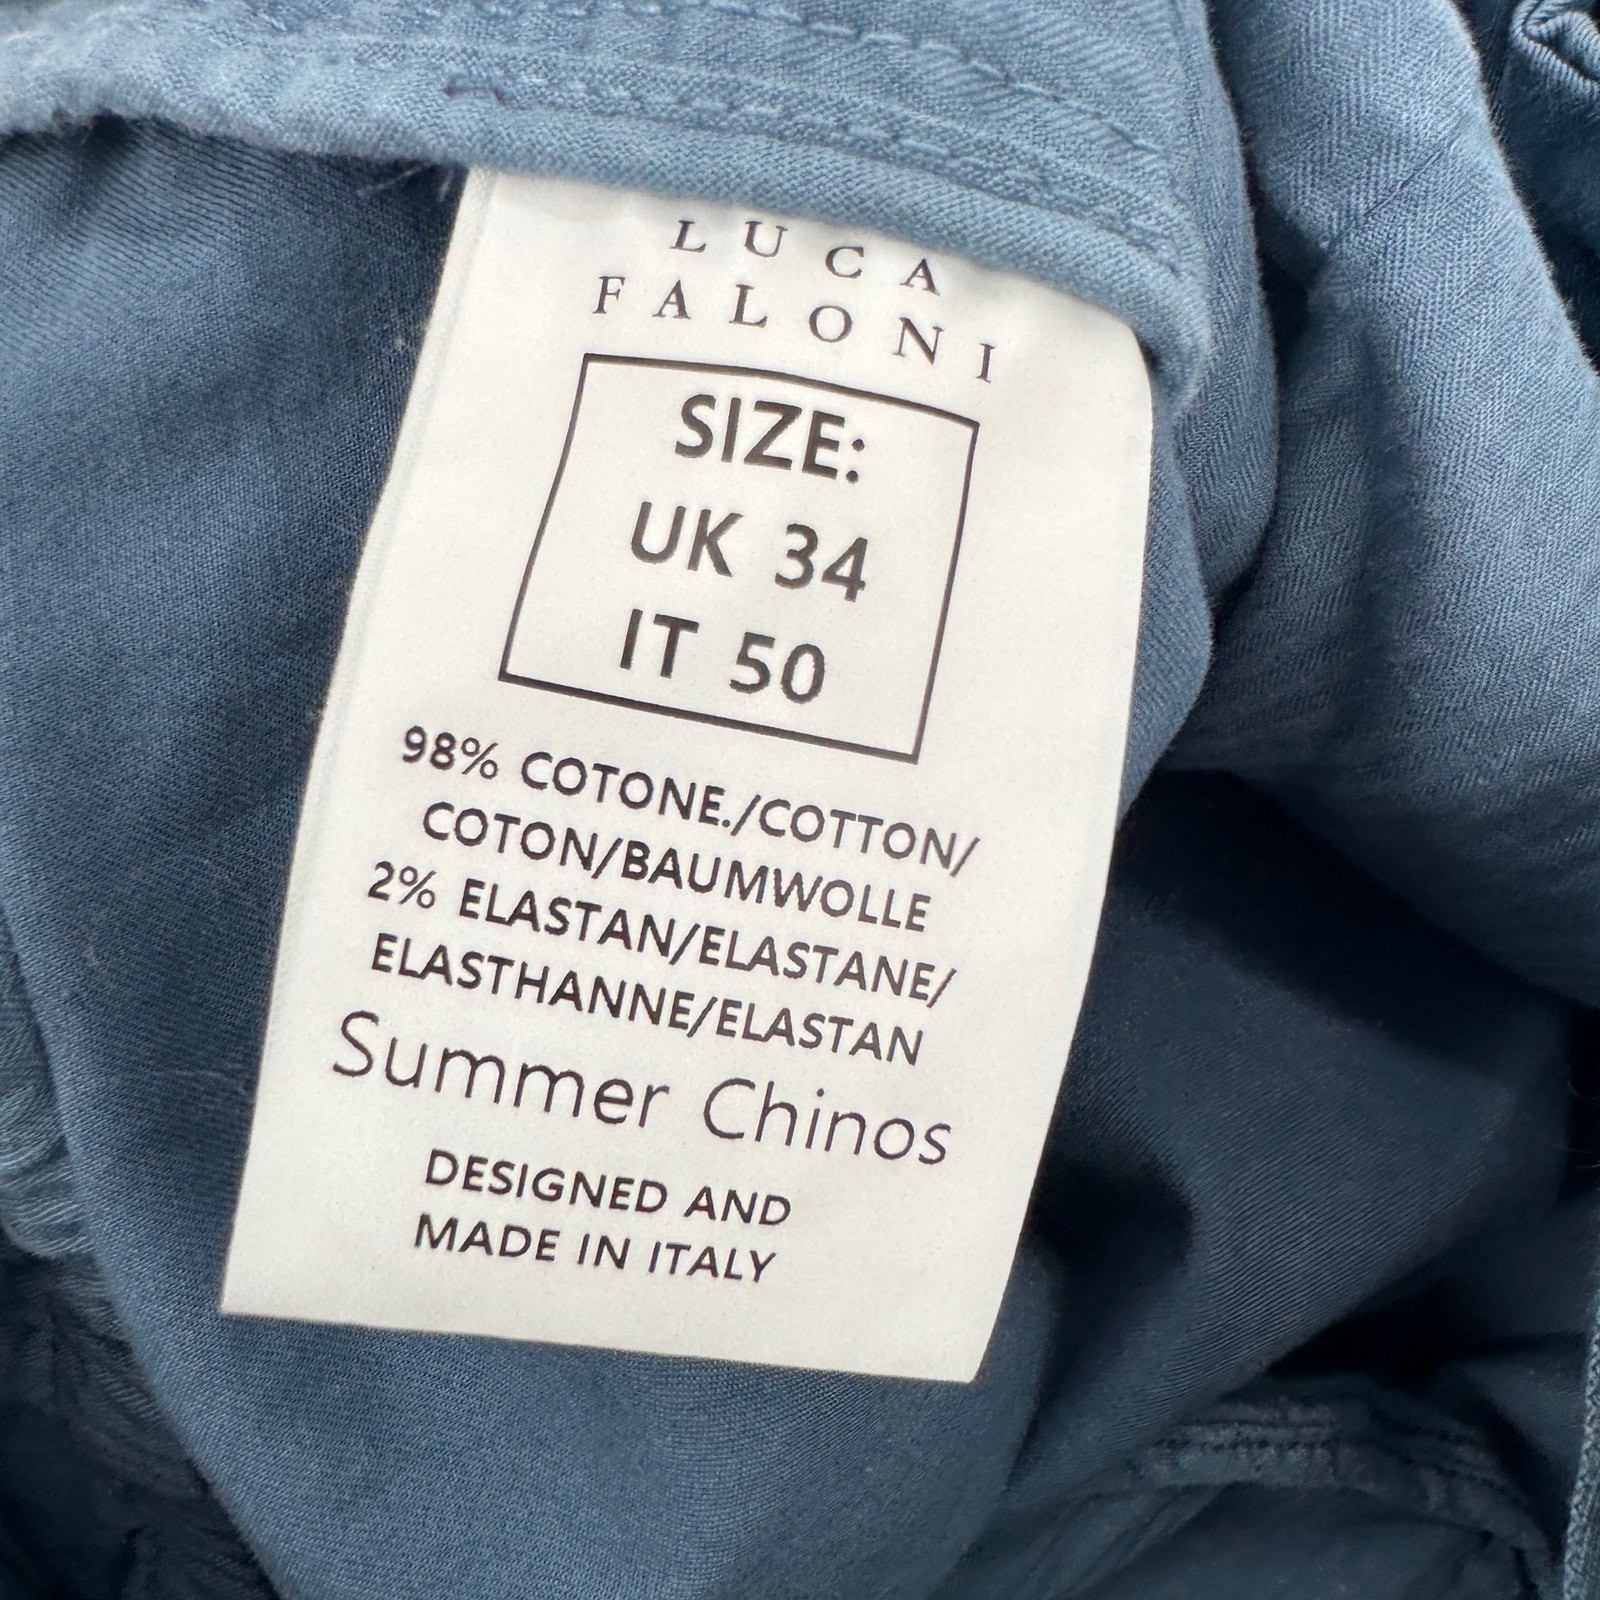 LUCA
FALONI
SIZE:
UK 34
IT 50
98% COTONE./COTTON/
COTON/BAUMWOLLE
2% ELASTAN/ELASTANE/
ELASTHANNE/ELASTAN
Summer Chinos
DESIGNED AND
MADE IN ITALY